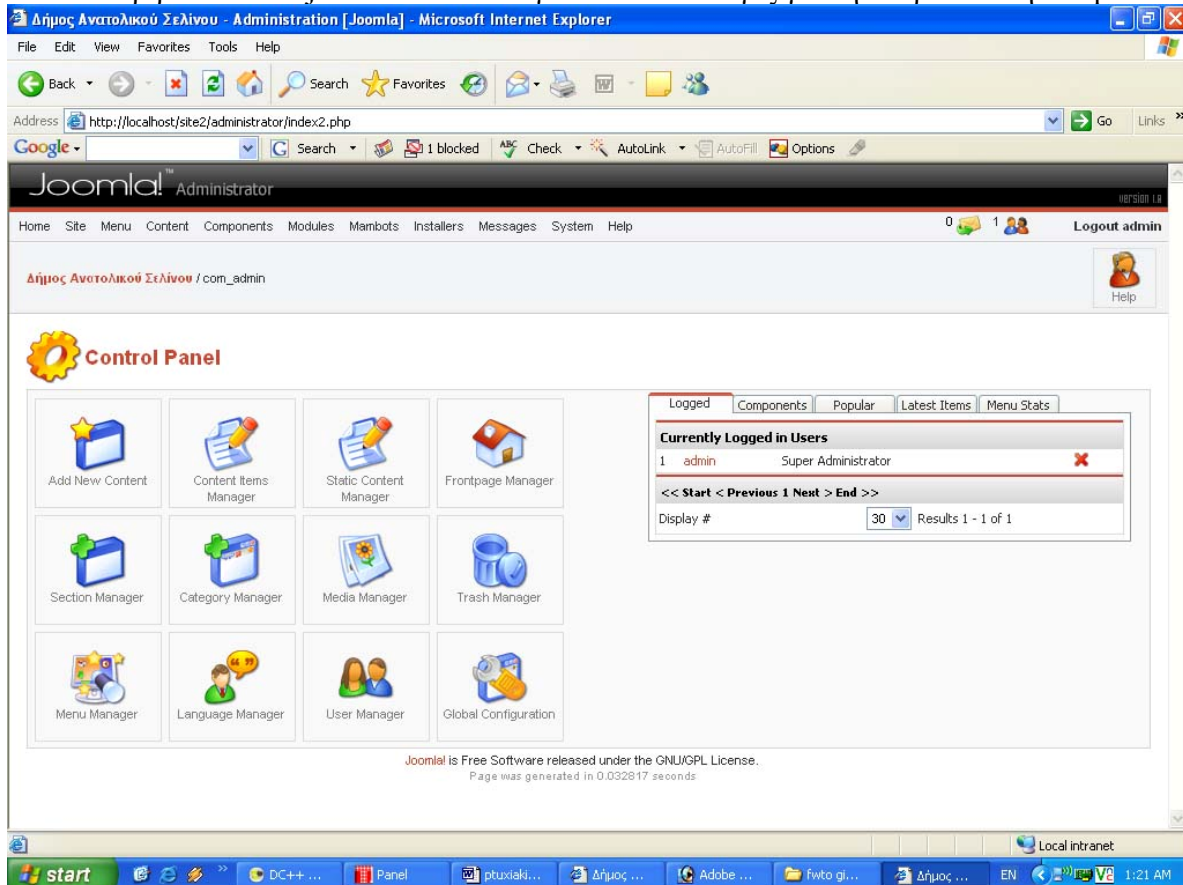 Δήμος Ανατολικού Σελίνου - Administration [Joomla] - Microsoft Internet Explorer
File Edit View Favorites Tools Help
Back Search Favorites
Address http://localhost/site2/administrator/index2.php Go Links »
Google Search 1 blocked ABC Check AutoLink AutoFill Options
Joomla!™ Administrator
version 1.0
Home Site Menu Content Components Modules Mambots Installers Messages System Help 0 1 Logout admin
Δήμος Ανατολικού Σελίνου / com_admin
Help
Control Panel
Logged Components Popular Latest Items Menu Stats
Currently Logged in Users
1 admin Super Administrator
<< Start < Previous 1 Next > End >>
Display # 30 Results 1 - 1 of 1
Add New Content
Content Items Manager
Static Content Manager
Frontpage Manager
Section Manager
Category Manager
Media Manager
Trash Manager
Menu Manager
Language Manager
User Manager
Global Configuration
Joomla! is Free Software released under the GNU/GPL License.
Page was generated in 0.032817 seconds
Local intranet
start » DC++ ... Panel ptuxiaki... Δήμος ... Adobe ... fwto gi... Δήμος ... EN 1:21 AM